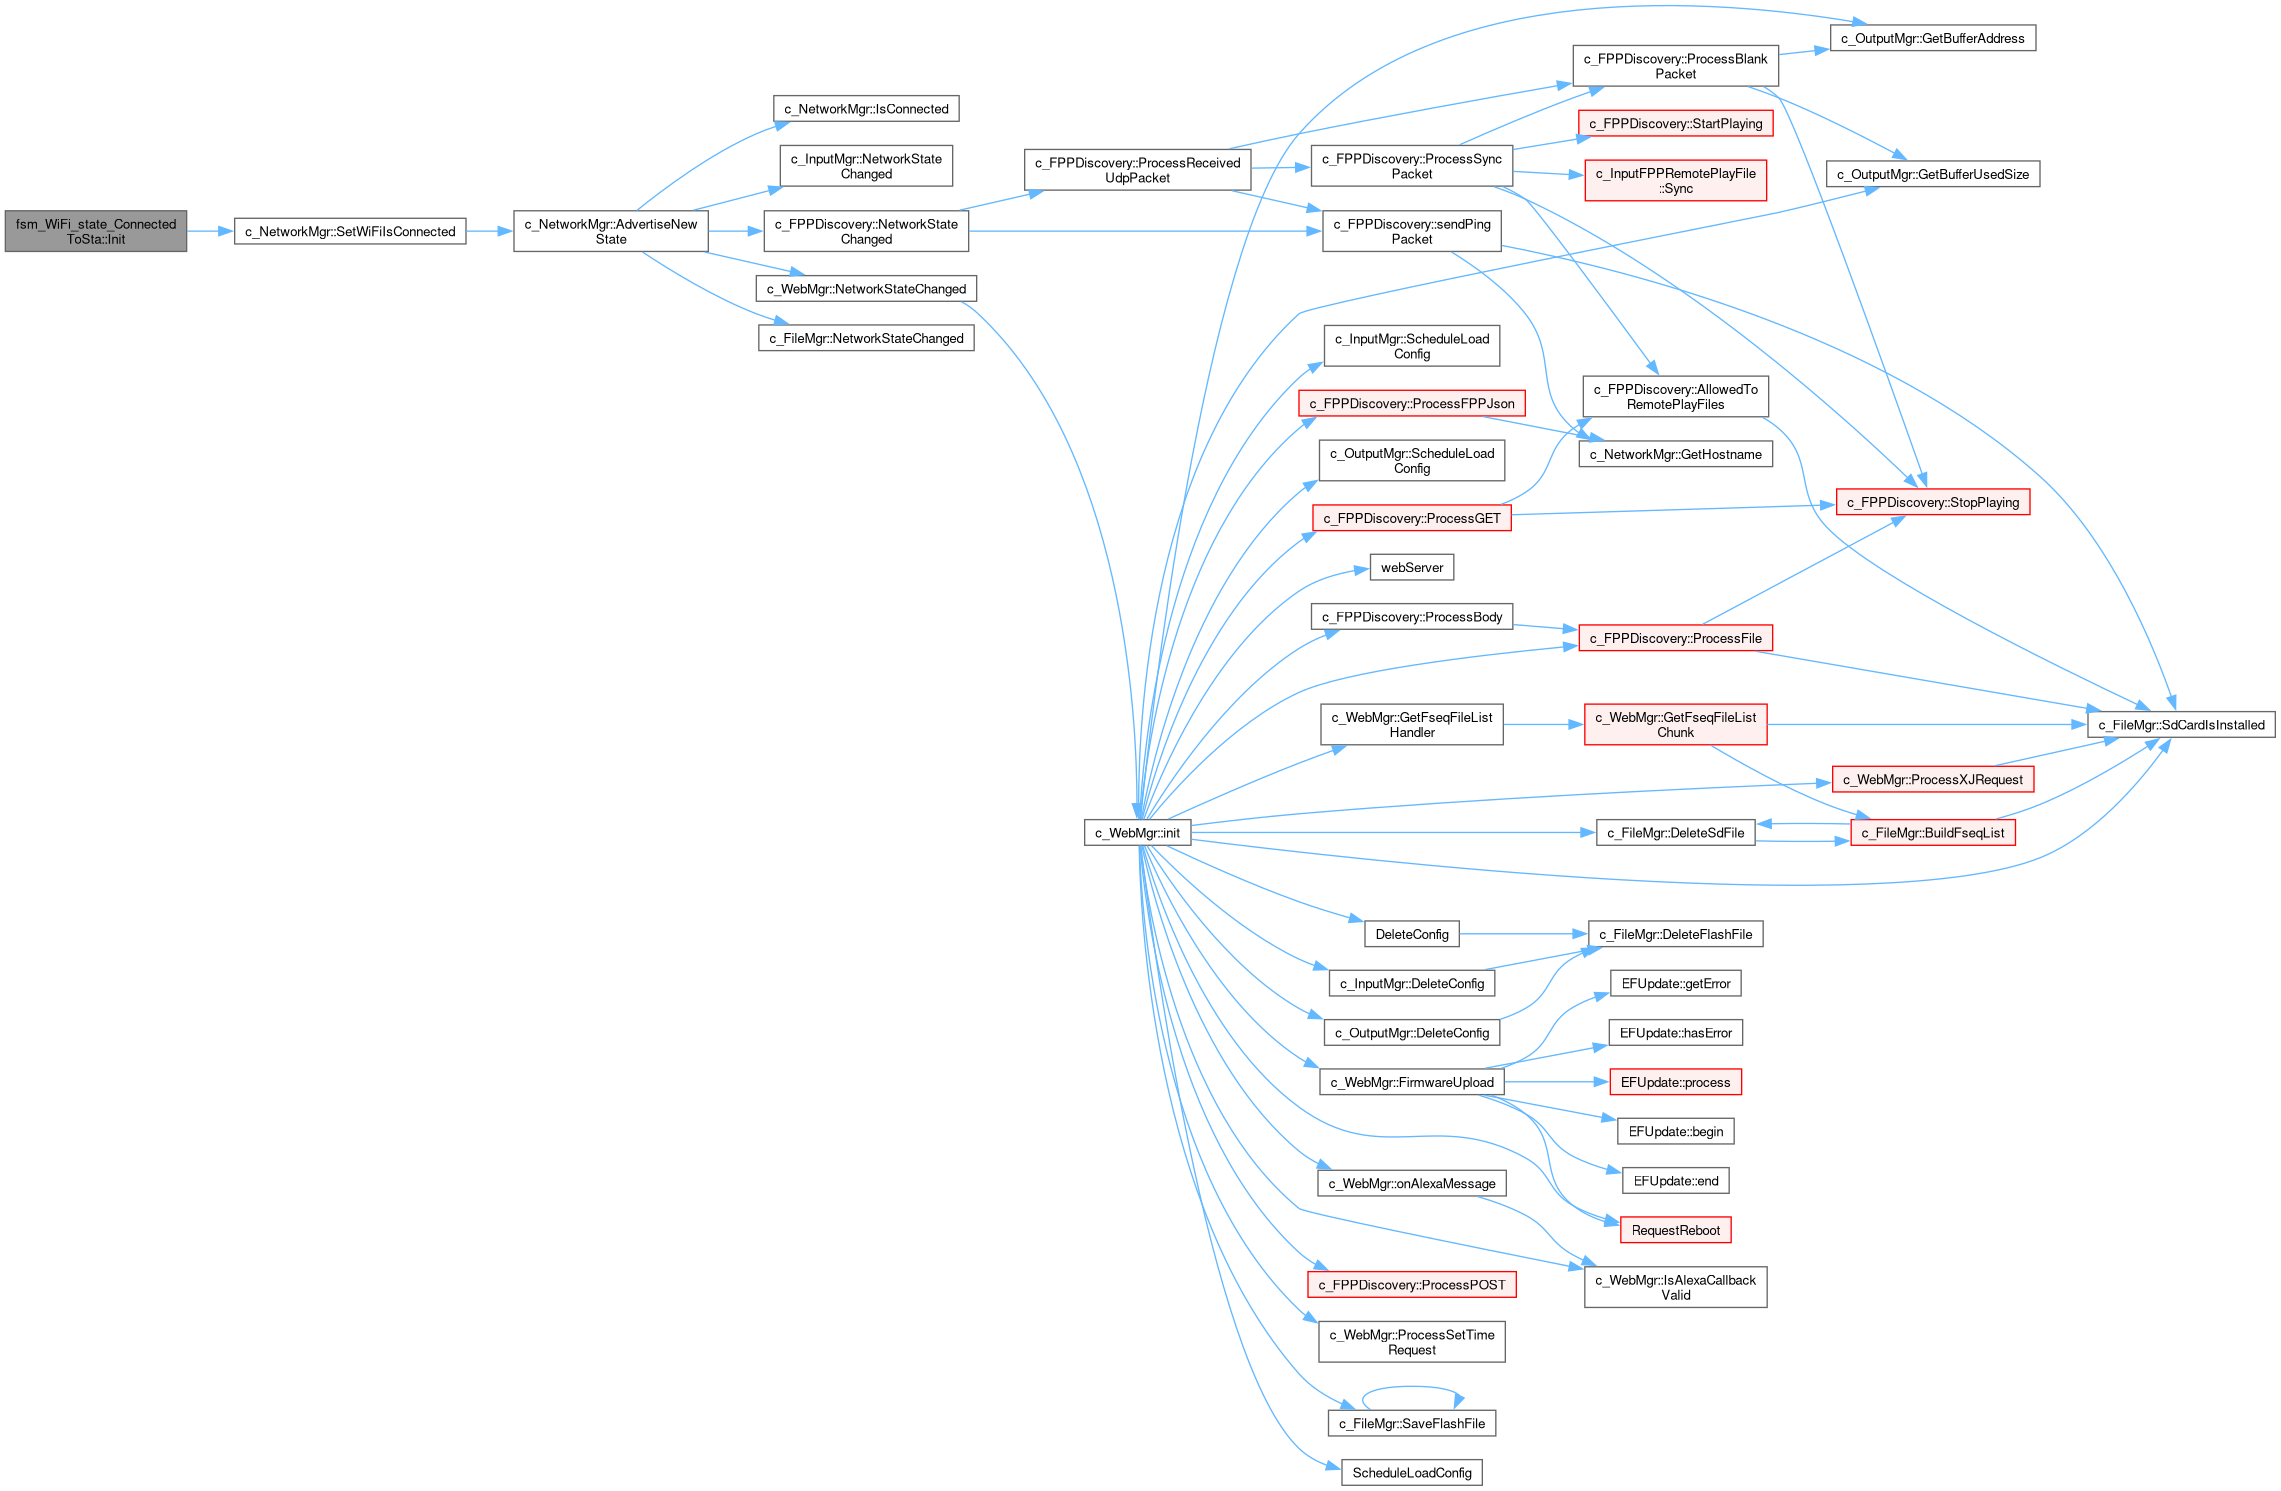 fsm_WiFi_state_Connected
ToSta::Init
c_NetworkMgr::SetWiFiIsConnected
c_NetworkMgr::AdvertiseNew
State
c_NetworkMgr::IsConnected
c_InputMgr::NetworkState
Changed
c_FPPDiscovery::NetworkState
Changed
c_WebMgr::NetworkStateChanged
c_FileMgr::NetworkStateChanged
c_FPPDiscovery::ProcessReceived
UdpPacket
c_WebMgr::init
c_FPPDiscovery::ProcessSync
Packet
c_FPPDiscovery::sendPing
Packet
c_InputMgr::ScheduleLoad
Config
c_FPPDiscovery::ProcessFPPJson
c_OutputMgr::ScheduleLoad
Config
c_FPPDiscovery::ProcessGET
webServer
c_FPPDiscovery::ProcessBody
c_WebMgr::GetFseqFileList
Handler
DeleteConfig
c_InputMgr::DeleteConfig
c_OutputMgr::DeleteConfig
c_WebMgr::FirmwareUpload
c_WebMgr::onAlexaMessage
c_FPPDiscovery::ProcessPOST
c_WebMgr::ProcessSetTime
Request
c_FileMgr::SaveFlashFile
ScheduleLoadConfig
c_FPPDiscovery::ProcessBlank
Packet
c_FPPDiscovery::StartPlaying
c_InputFPPRemotePlayFile
::Sync
c_FPPDiscovery::AllowedTo
RemotePlayFiles
c_NetworkMgr::GetHostname
c_FPPDiscovery::ProcessFile
c_WebMgr::GetFseqFileList
Chunk
c_FileMgr::DeleteSdFile
c_FileMgr::DeleteFlashFile
EFUpdate::getError
EFUpdate::hasError
EFUpdate::process
EFUpdate::begin
EFUpdate::end
RequestReboot
c_WebMgr::IsAlexaCallback
Valid
c_OutputMgr::GetBufferAddress
c_OutputMgr::GetBufferUsedSize
c_FPPDiscovery::StopPlaying
c_WebMgr::ProcessXJRequest
c_FileMgr::BuildFseqList
c_FileMgr::SdCardIsInstalled